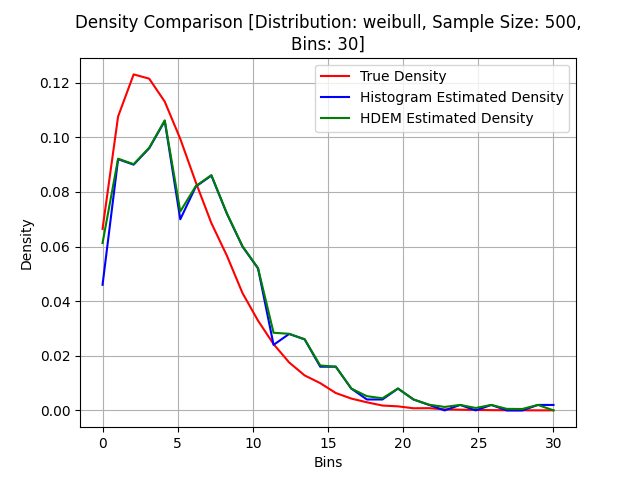 Density Comparison [Distribution: weibull, Sample Size: 500,
Bins: 30]
True Density
Histogram Estimated Density
HDEM Estimated Density
Density
0.12
0.10
0.08
0.06
0.04
0.02
0.00
0 5 10 15 20 25 30
Bins